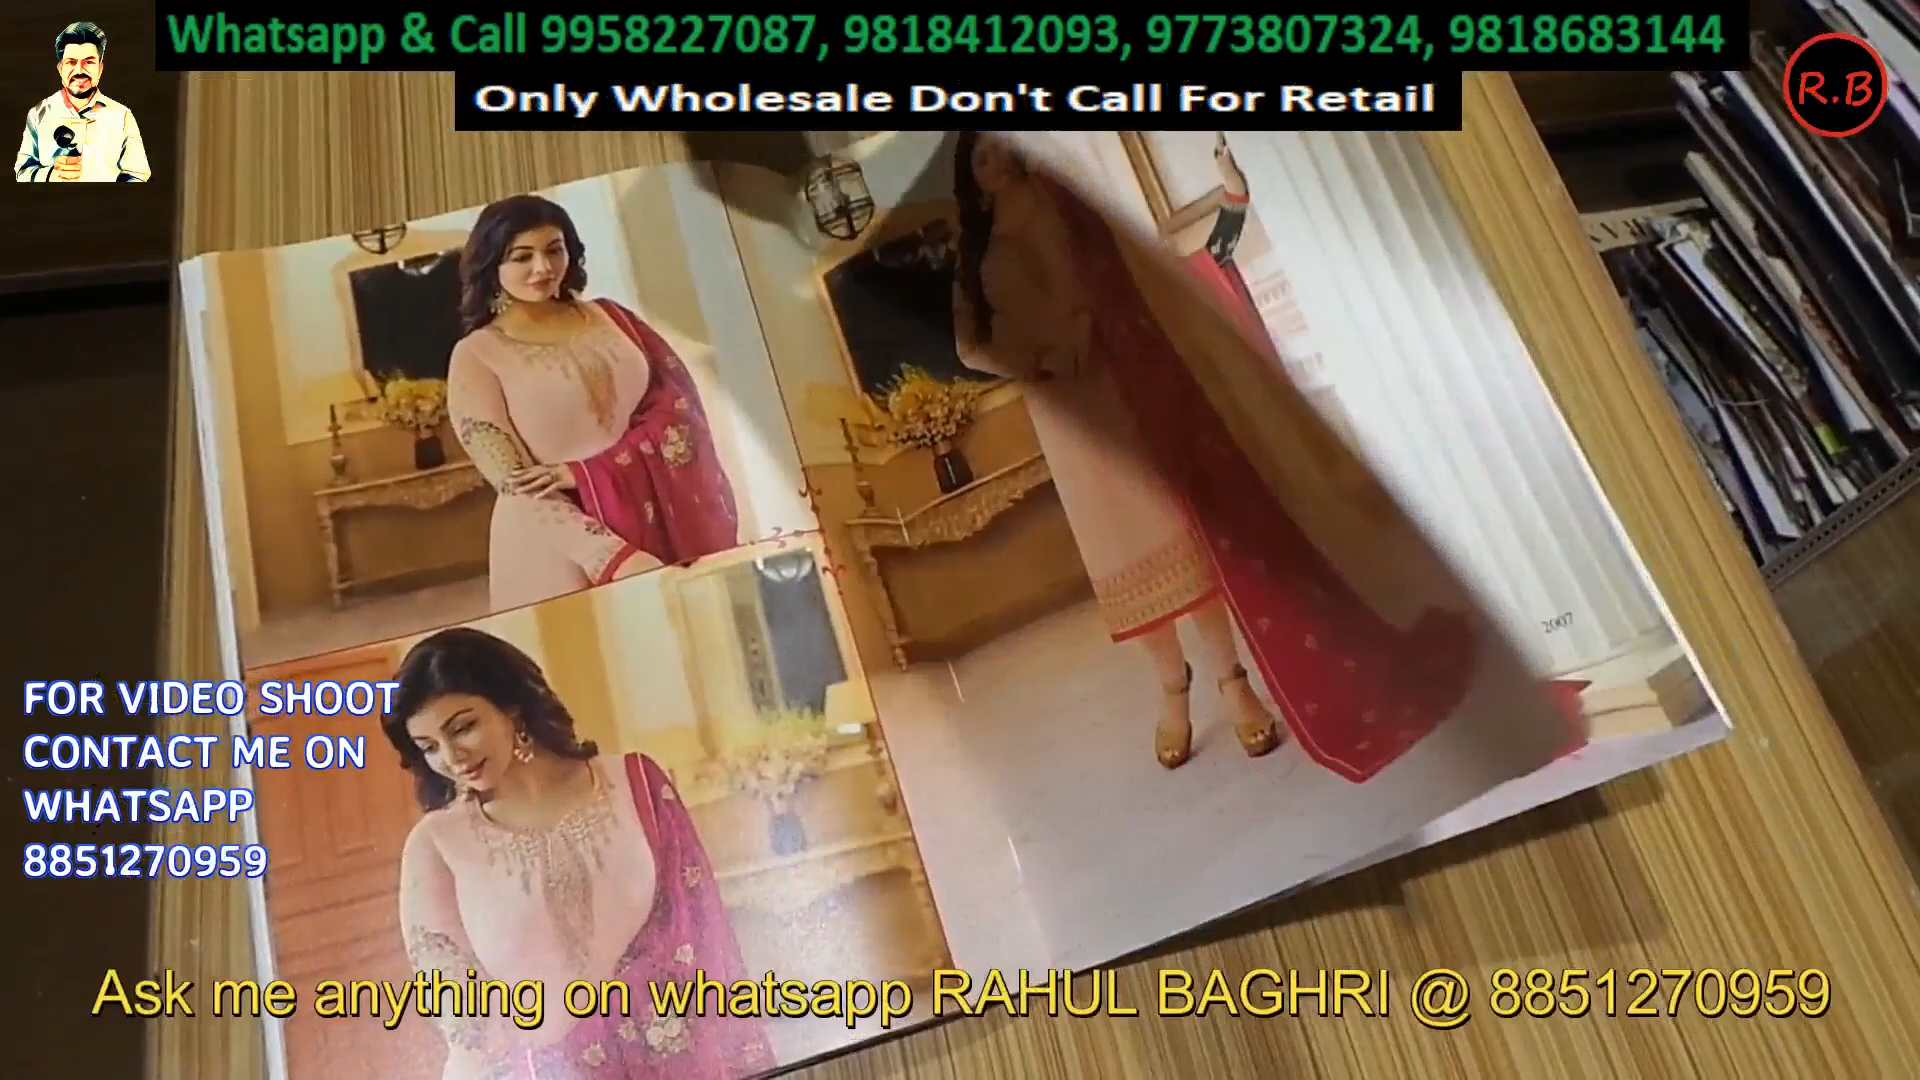 Whatsapp & Call 9958227087, 9818412093, 9773807324, 9818683144
Only Wholesale Don't Call For Retail
R.B
2007
FOR VIDEO SHOOT
CONTACT ME ON
WHATSAPP
8851270959
Ask me anything on whatsapp RAHUL BAGHRI @ 8851270959